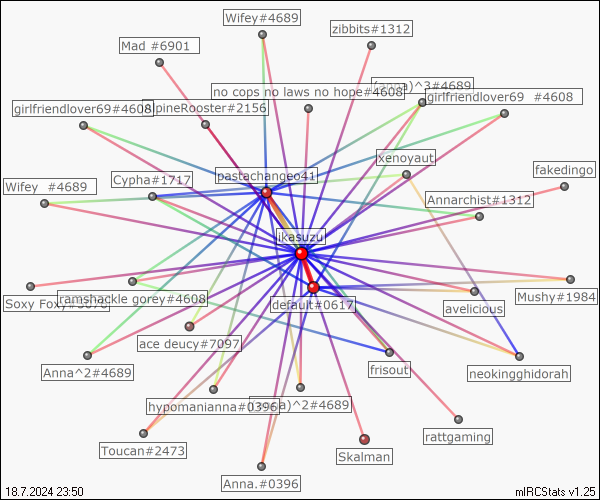 Wifey#4689
zibbits#1312
Mad #6901
no cops no laws no hope#4608
(anna)^3#4689
girlfriendlover69 #4608
girlfriendlover69#4608
lpineRooster#2156
xenoyaut
pastachangeo41
Cypha#1717
fakedingo
Wifey #4689
Annarchist#1312
ikasuzu
Soxy Foxy
ramshackle gorey#4608
default#0617
avelicious
Mushy#1984
ace deucy#7097
Anna^2#4689
frisout
neokingghidorah
hypomanianna#0396
a)^2#4689
rattgaming
Toucan#2473
Skalman
Anna.#0396
18.7.2024 23:50
mIRCStats v1.25